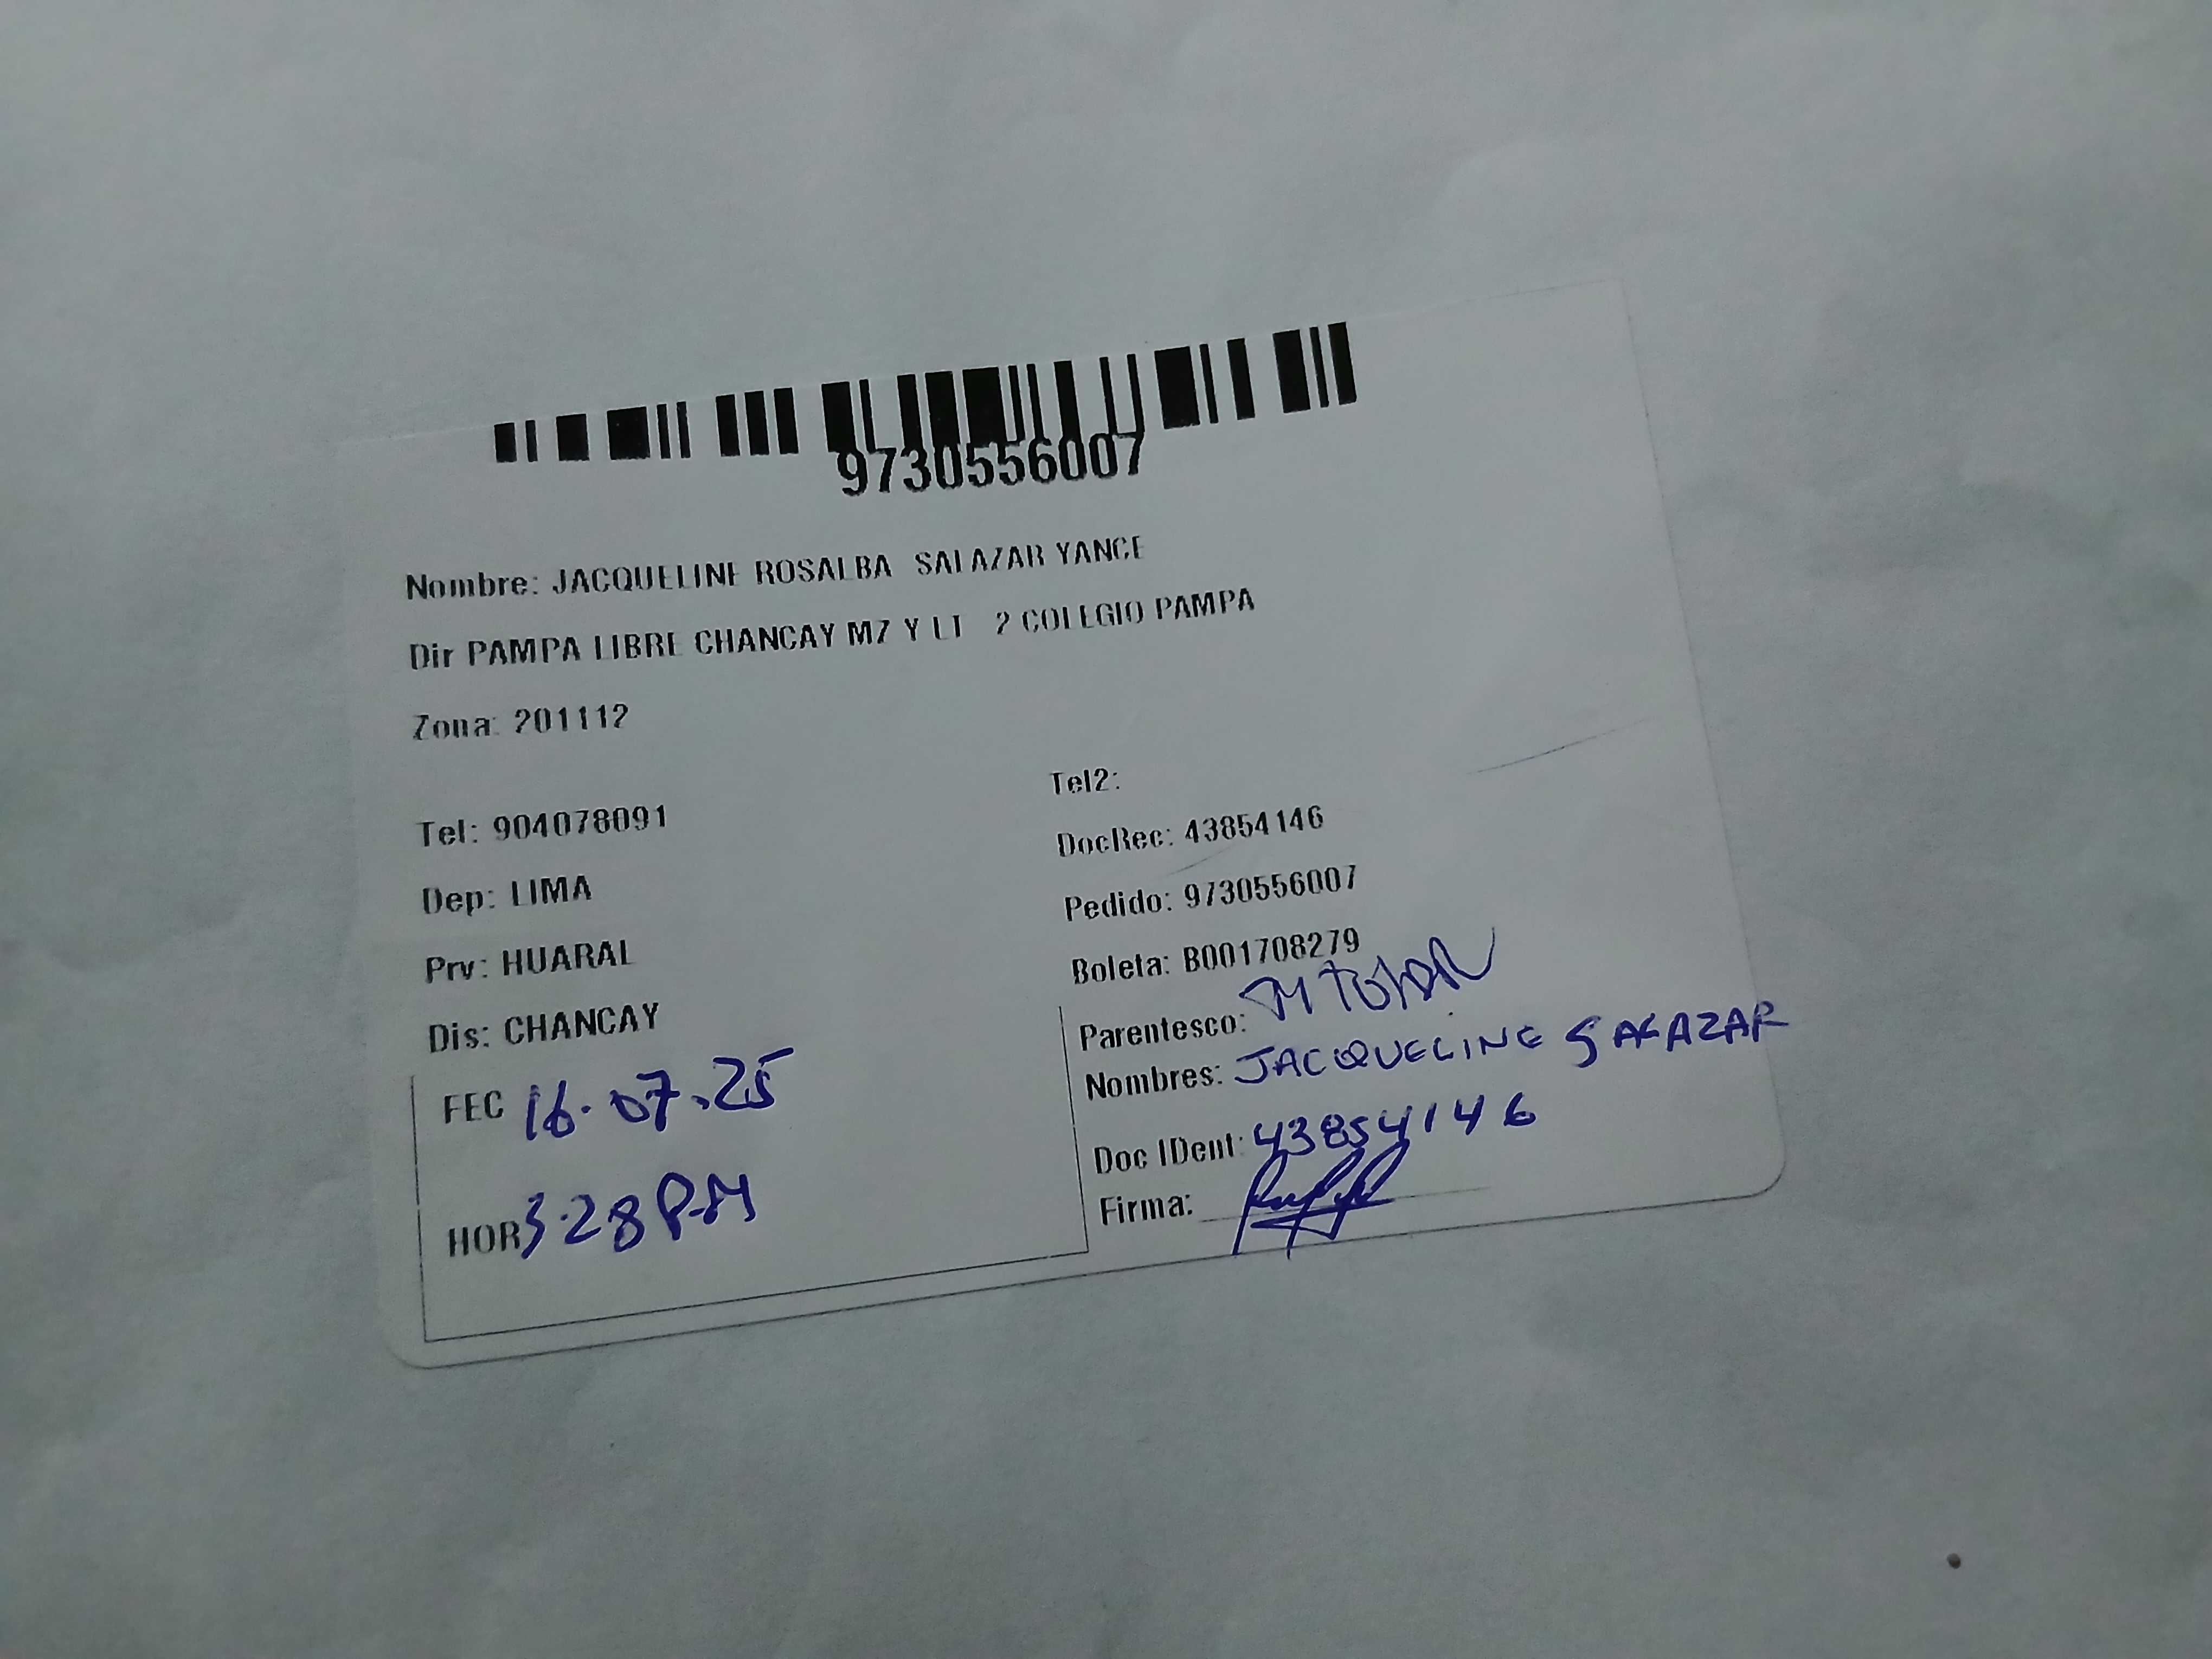 9730556007
Nombre: JACQUELINE ROSALBA SALAZAR YANCE
Dir PAMPA LIBRE CHANCAY MZ Y LT 2 COLEGIO PAMPA
Zona: 201112
Tel2:
Tel: 904078091
DocRec: 43854146
Dep: LIMA
Pedido: 9730556007
Prv: HUARAL
Boleta: B001708279
Dis: CHANCAY
Parentesco:
FEC 16.07.25
Nombres: JACQUELINE SALAZAR
Doc IDent: 43854146
HOR 3.28 P.M
Firma: